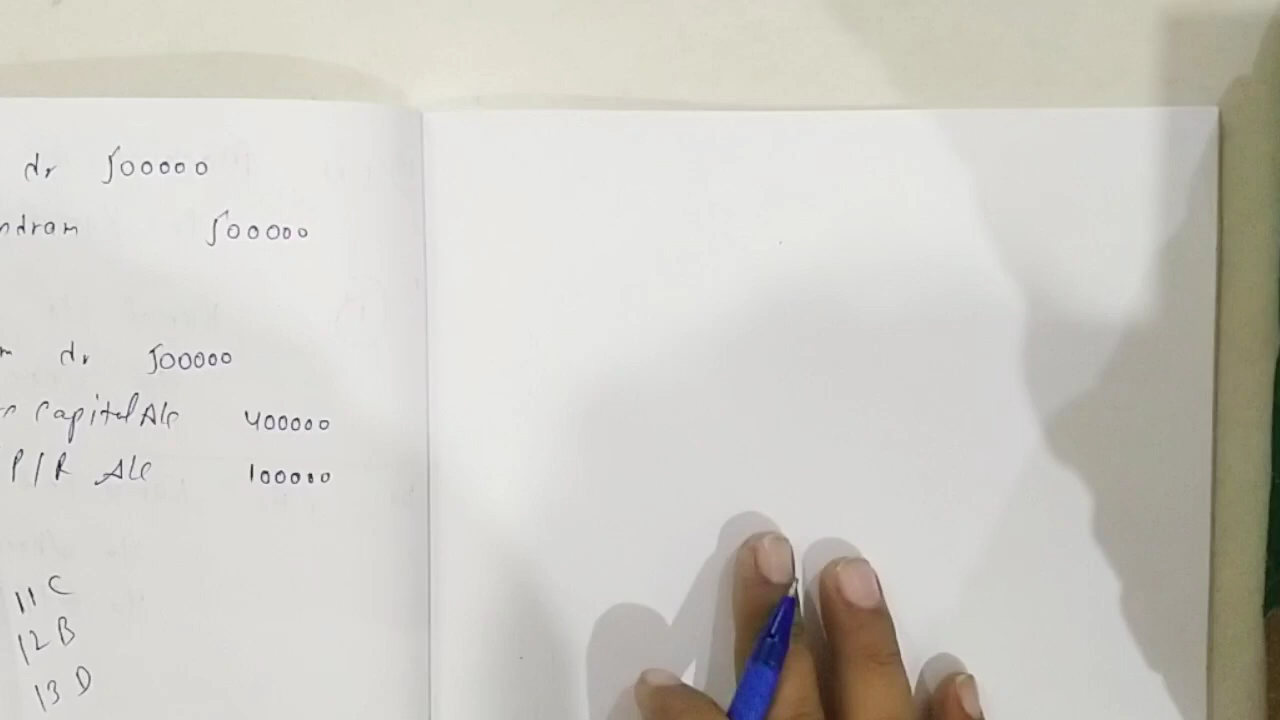 dr 500000
ndram 500000
m dr 500000
Capital A/c 400000
P/R A/c 100000
11 C
12 B
13 D